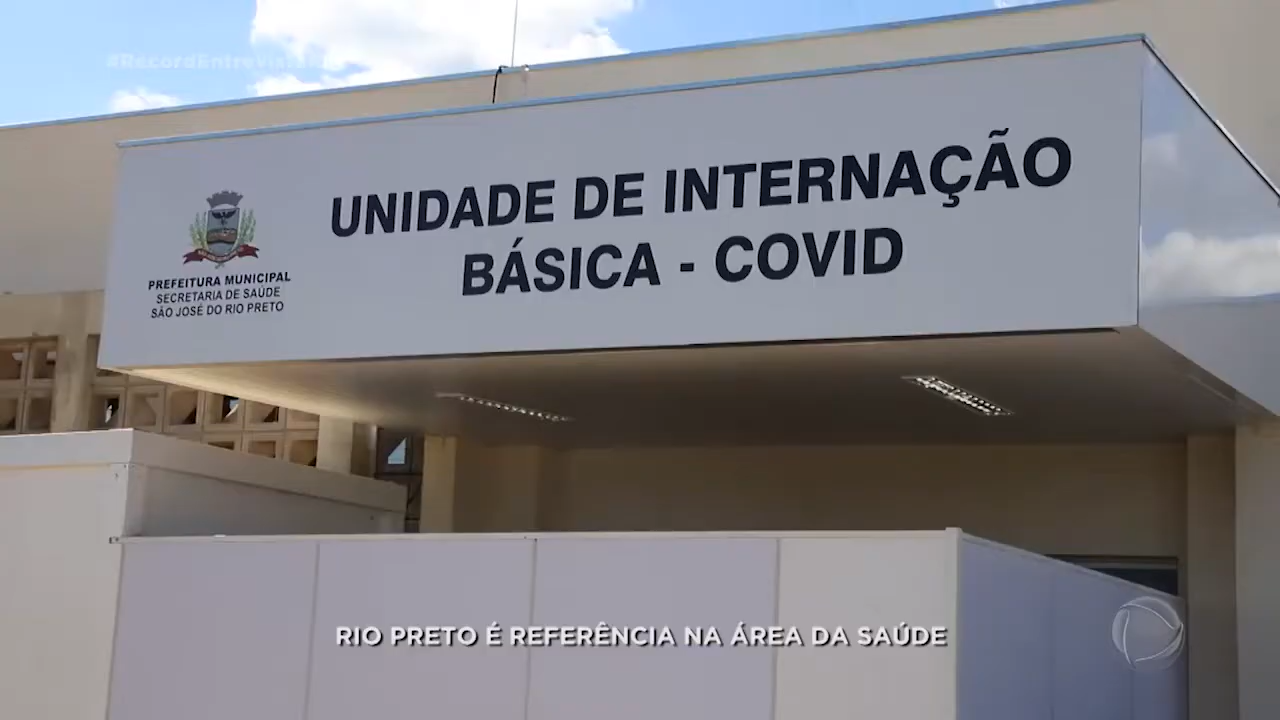 #RecordEntrevista
UNIDADE DE INTERNAÇÃO
BÁSICA - COVID
PREFEITURA MUNICIPAL
SECRETARIA DE SAÚDE
SÃO JOSÉ DO RIO PRETO
RIO PRETO É REFERÊNCIA NA ÁREA DA SAÚDE